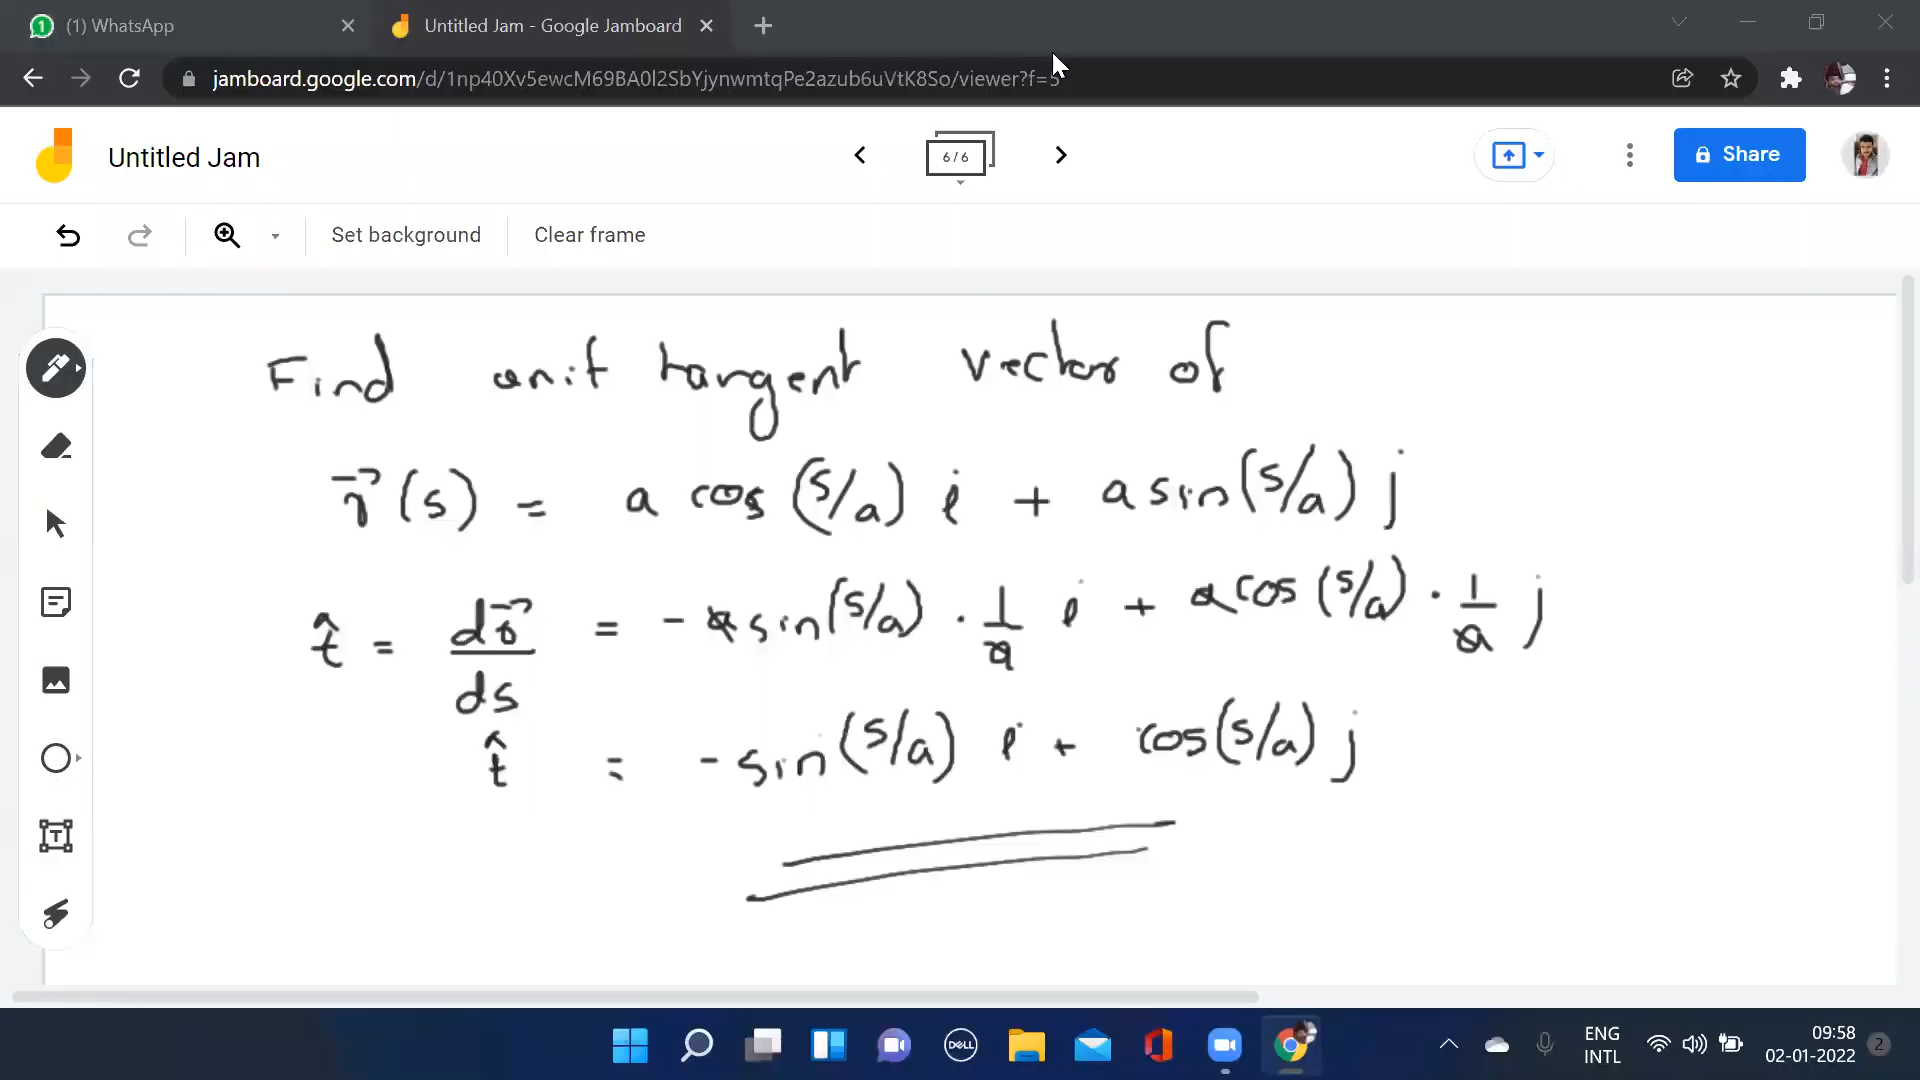 (1) WhatsApp
Untitled Jam - Google Jamboard
jamboard.google.com/d/1np40Xv5ewcM69BA0l2SbYjynwmtqPe2azub6uVtK8So/viewer?f=5
Untitled Jam
6 / 6
Share
Set background
Clear frame
Find unit tangent vector of
r⃗(s) = a cos(s/a) i + a sin(s/a) j
t̂ = dr⃗/ds = - a sin(s/a) · 1/a i + a cos(s/a) · 1/a j
t̂ = - sin(s/a) i + cos(s/a) j
DELL
ENG
INTL
09:58
02-01-2022
2